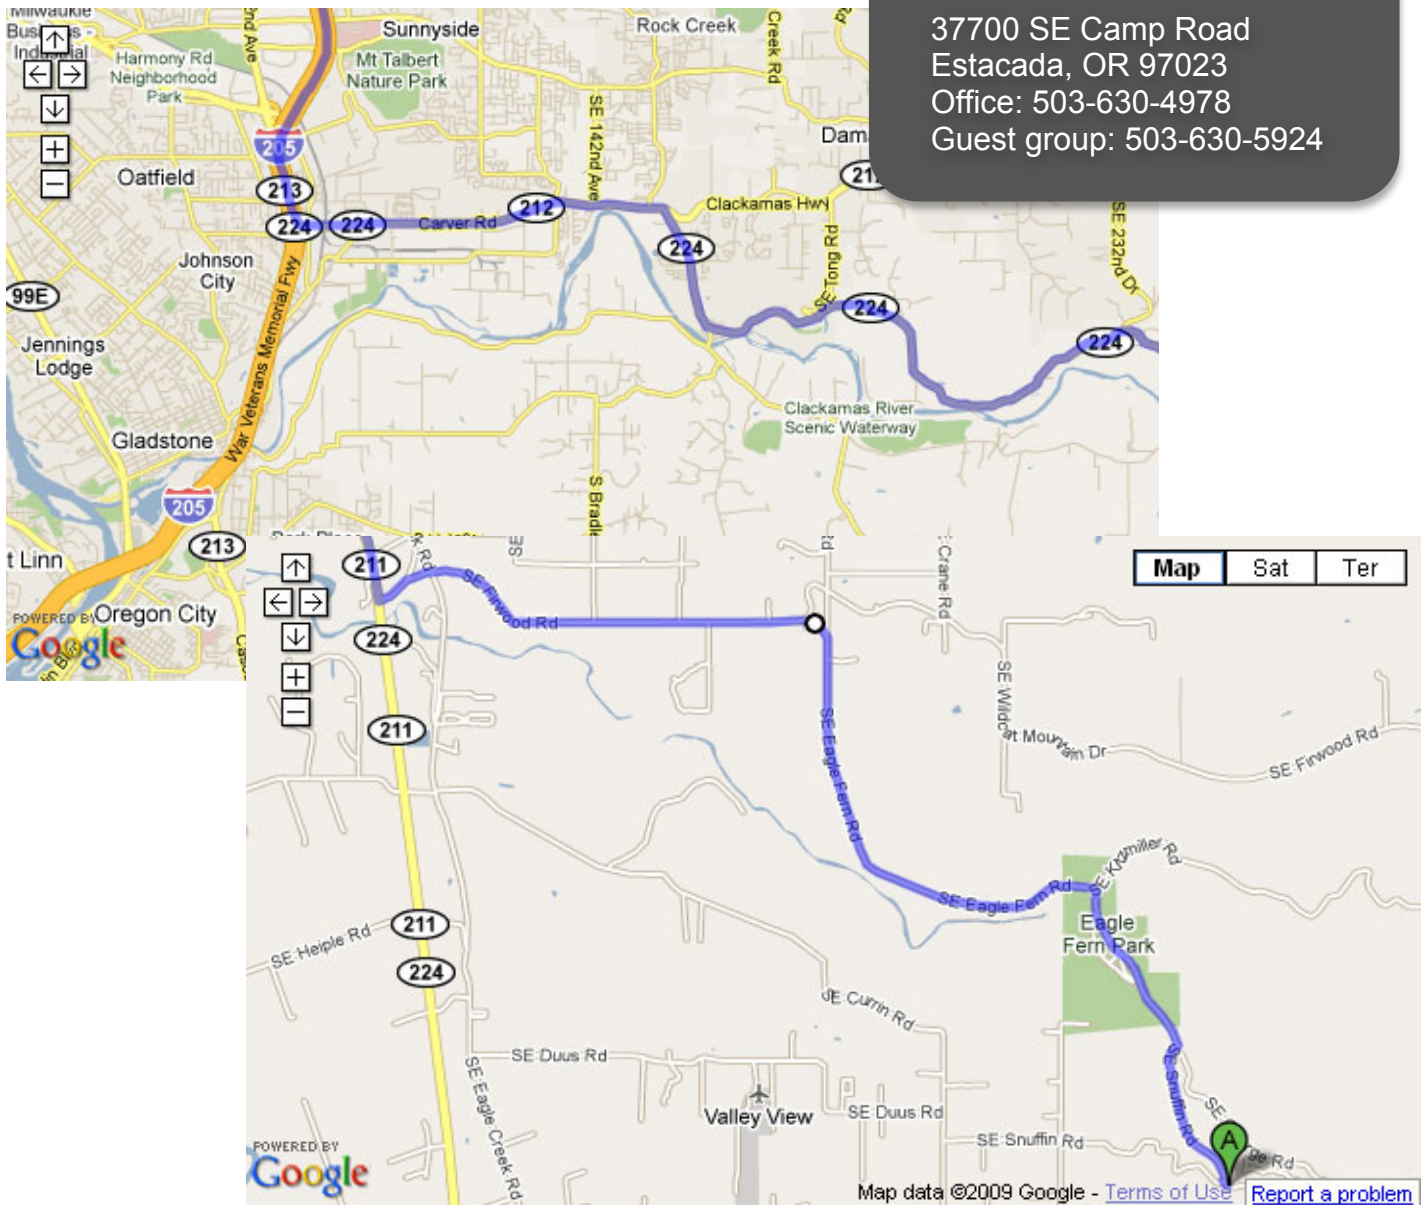 37700 SE Camp Road
Estacada, OR 97023
Office: 503-630-4978
Guest group: 503-630-5924
Milwaukie
Harmony Rd
Neighborhood
Park
Sunnyside
Mt Talbert
Nature Park
Rock Creek
Creek Rd
SE 142nd Ave
205
Oatfield
213
224
224
Carver Rd
212
Clackamas Hwy
224
SE Tong Rd
SE 232nd Dr
Johnson
City
99E
War Veterans Memorial Fwy
224
224
Jennings
Lodge
Clackamas River
Scenic Waterway
Gladstone
205
213
t Linn
Oregon City
POWERED BY
Google
211
SE Firwood Rd
SE Crane Rd
Map
Sat
Ter
224
211
SE Wildcat Mountain Dr
SE Firwood Rd
SE Eagle Fern Rd
SE Kitzmiller Rd
SE Eagle Fern Rd
Eagle
Fern Park
SE Heiple Rd
211
224
SE Currin Rd
SE Duus Rd
SE Eagle Creek Rd
Valley View
SE Duus Rd
SE Snuffin Rd
SE Snuffin Rd
A
POWERED BY
Google
Map data ©2009 Google - Terms of Use
Report a problem